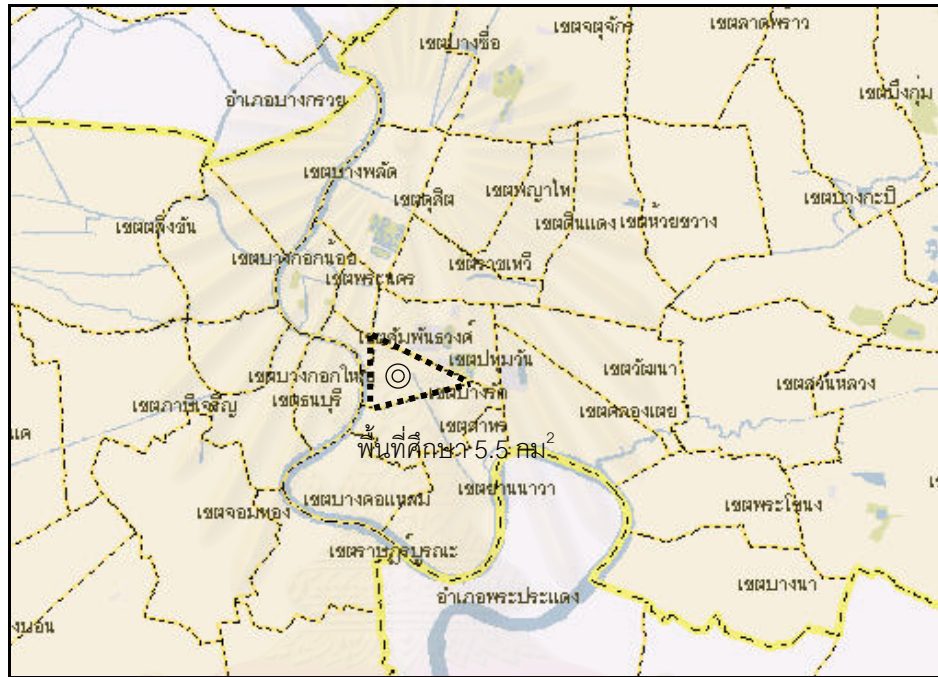 เขตจตุจักร
เขตลาดพร้าว
เขตบางซื่อ
เขตบึงกุ่ม
อำเภอบางกรวย
เขตบางพลัด
เขตดุสิต
เขตพญาไท
เขตบางกะปิ
เขตตลิ่งชัน
เขตดินแดง
เขตห้วยขวาง
เขตบางกอกน้อย
เขตราชเทวี
เขตพระนคร
เขตสัมพันธวงศ์
เขตปทุมวัน
เขตวัฒนา
เขตบางกอกใหญ่
เขตสวนหลวง
เขตบางรัก
เขตธนบุรี
เขตภาษีเจริญ
เขตคลองเตย
เขตสาทร
แค
พื้นที่ศึกษา 5.5 กม²
เขตยานนาวา
เขตบางคอแหลม
เขตพระโขนง
เขตจอมทอง
เขตราษฎร์บูรณะ
เขตบางนา
อำเภอพระประแดง
งบอน